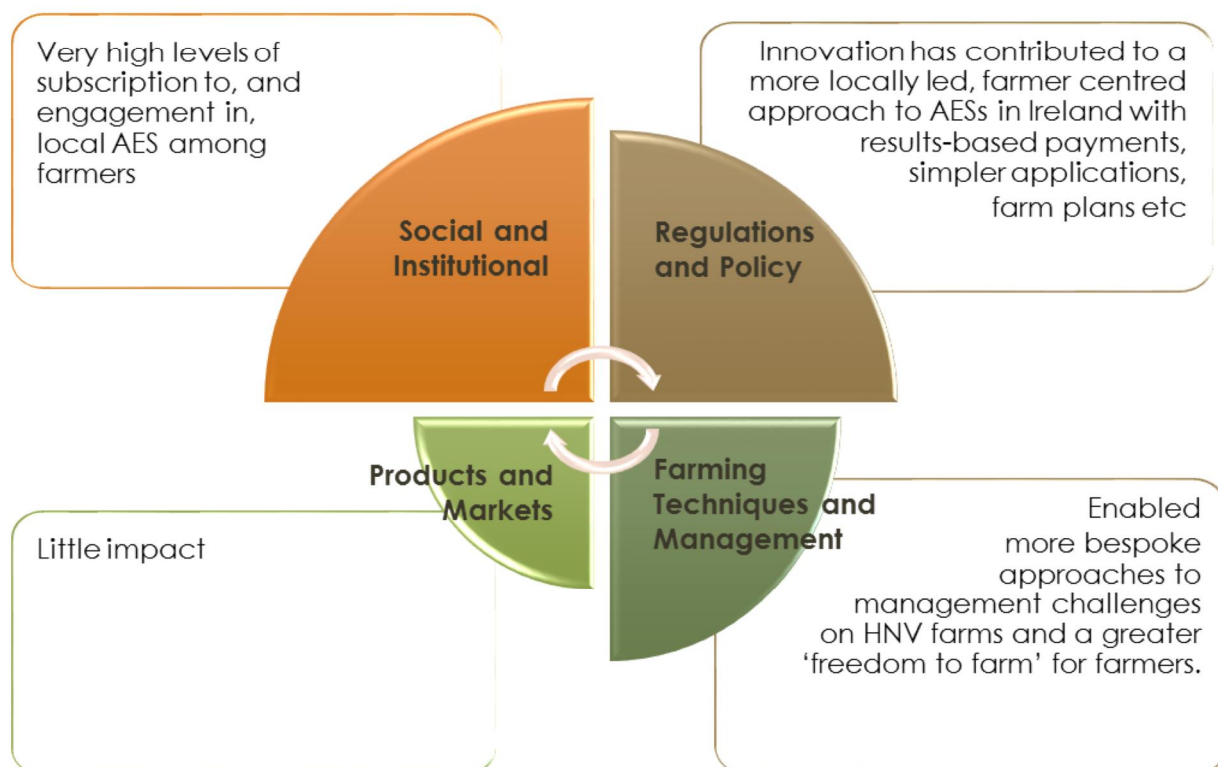 Very high levels of
subscription to, and
engagement in,
local AES among
farmers
Innovation has contributed to a
more locally led, farmer centred
approach to AESs in Ireland with
results-based payments,
simpler applications,
farm plans etc
Social and
Institutional
Regulations
and Policy
Products and
Markets
Farming
Techniques and
Management
Little impact
Enabled
more bespoke
approaches to
management challenges
on HNV farms and a greater
‘freedom to farm’ for farmers.